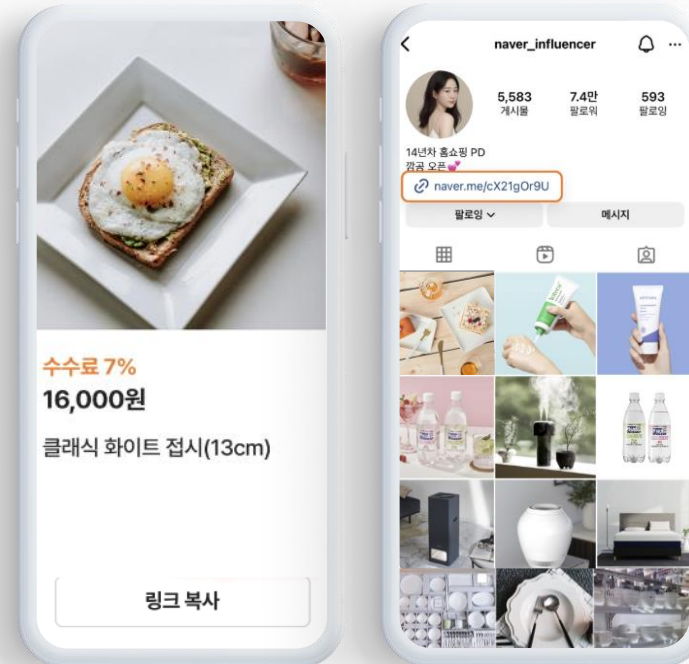 수수료 7%
16,000원
클래식 화이트 접시(13cm)
링크 복사
naver_influencer
5,583 7.4만 593
게시물 팔로워 팔로잉
14년차 홈쇼핑 PD
깜공 오픈💕
naver.me/cX21gOr9U
팔로잉
메시지